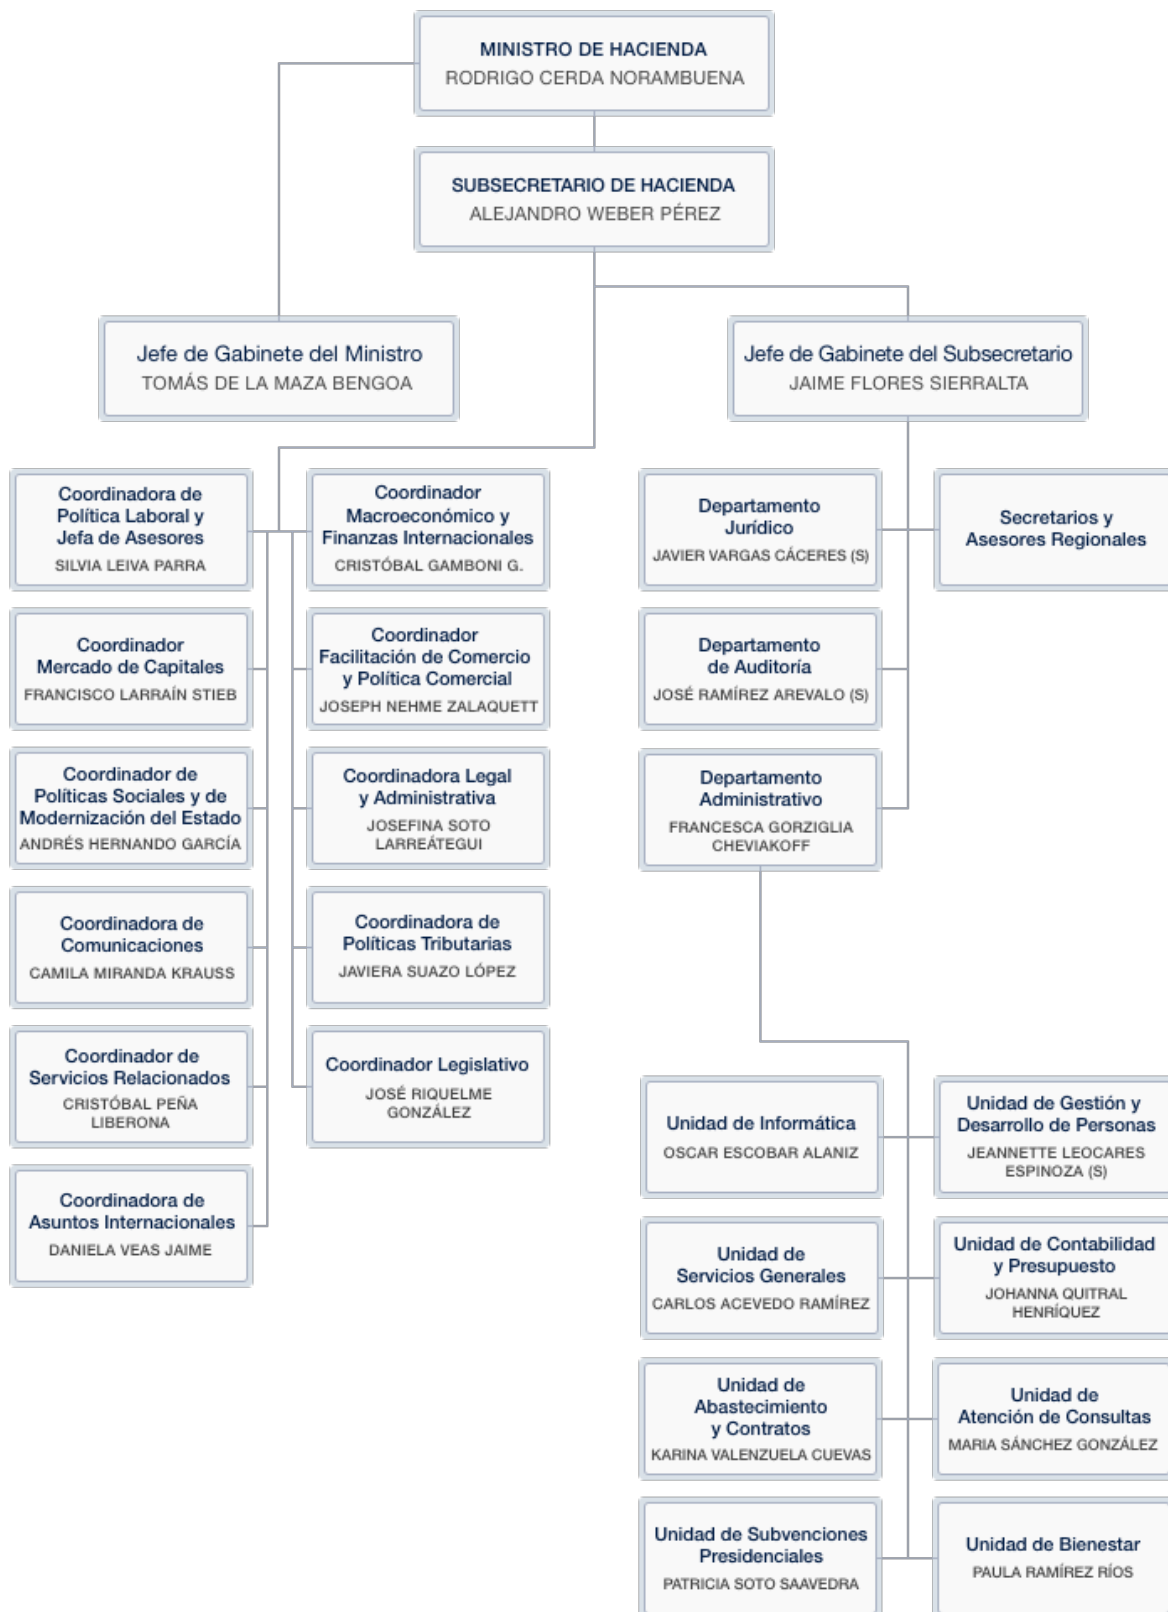 MINISTRO DE HACIENDA
RODRIGO CERDA NORAMBUENA
SUBSECRETARIO DE HACIENDA
ALEJANDRO WEBER PÉREZ
Jefe de Gabinete del Ministro
TOMÁS DE LA MAZA BENGOA
Jefe de Gabinete del Subsecretario
JAIME FLORES SIERRALTA
Coordinadora de
Política Laboral y
Jefa de Asesores
SILVIA LEIVA PARRA
Coordinador
Macroeconómico y
Finanzas Internacionales
CRISTÓBAL GAMBONI G.
Departamento
Jurídico
JAVIER VARGAS CÁCERES (S)
Secretarios y
Asesores Regionales
Coordinador
Mercado de Capitales
FRANCISCO LARRAÍN STIEB
Coordinador
Facilitación de Comercio
y Política Comercial
JOSEPH NEHME ZALAQUETT
Departamento
de Auditoría
JOSÉ RAMÍREZ AREVALO (S)
Coordinador de
Políticas Sociales y de
Modernización del Estado
ANDRÉS HERNANDO GARCÍA
Coordinadora Legal
y Administrativa
JOSEFINA SOTO
LARREÁTEGUI
Departamento
Administrativo
FRANCESCA GORZIGLIA
CHEVIAKOFF
Coordinadora de
Comunicaciones
CAMILA MIRANDA KRAUSS
Coordinadora de
Políticas Tributarias
JAVIERA SUAZO LÓPEZ
Coordinador de
Servicios Relacionados
CRISTÓBAL PEÑA
LIBERONA
Coordinador Legislativo
JOSÉ RIQUELME
GONZÁLEZ
Coordinadora de
Asuntos Internacionales
DANIELA VEAS JAIME
Unidad de Informática
OSCAR ESCOBAR ALANIZ
Unidad de Gestión y
Desarrollo de Personas
JEANNETTE LEOCARES
ESPINOZA (S)
Unidad de
Servicios Generales
CARLOS ACEVEDO RAMÍREZ
Unidad de Contabilidad
y Presupuesto
JOHANNA QUITRAL
HENRÍQUEZ
Unidad de
Abastecimiento
y Contratos
KARINA VALENZUELA CUEVAS
Unidad de
Atención de Consultas
MARIA SÁNCHEZ GONZÁLEZ
Unidad de Subvenciones
Presidenciales
PATRICIA SOTO SAAVEDRA
Unidad de Bienestar
PAULA RAMÍREZ RÍOS